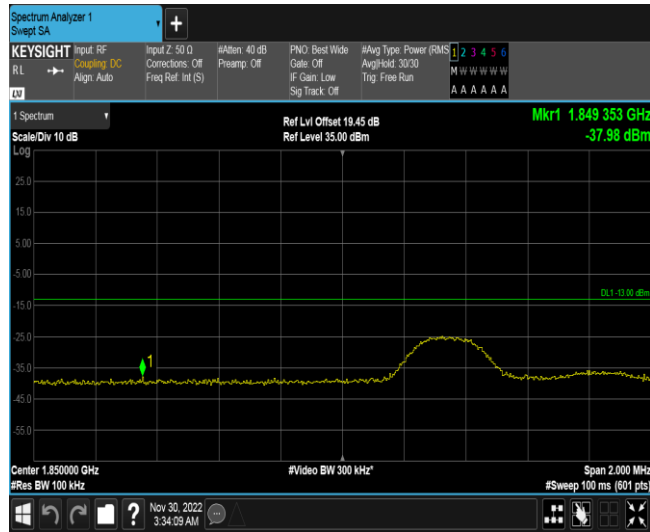 Spectrum Analyzer 1
Swept SA
KEYSIGHT
RL
LXI
Input: RF
Coupling: DC
Align: Auto
Input Z: 50 Ω
Corrections: Off
Freq Ref: Int (S)
#Atten: 40 dB
Preamp: Off
PNO: Best Wide
Gate: Off
IF Gain: Low
Sig Track: Off
#Avg Type: Power (RMS
Avg|Hold: 30/30
Trig: Free Run
1 2 3 4 5 6
M W W W W W
A A A A A A
1 Spectrum
Scale/Div 10 dB
Ref Lvl Offset 19.45 dB
Ref Level 35.00 dBm
Mkr1 1.849 353 GHz
-37.98 dBm
Log
25.0
15.0
5.00
-5.00
DL1 -13.00 dBm
-15.0
-25.0
1
-35.0
-45.0
-55.0
Center 1.850000 GHz
#Video BW 300 kHz*
Span 2.000 MHz
#Res BW 100 kHz
#Sweep 100 ms (601 pts)
?
Nov 30, 2022
3:34:09 AM